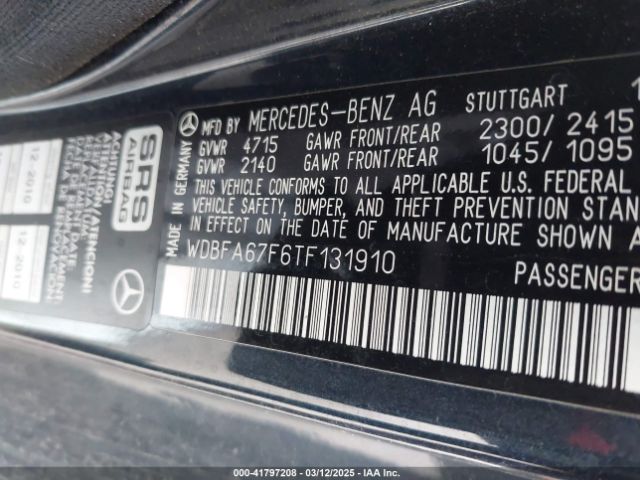 MADE IN GERMANY
MFD BY MERCEDES-BENZ AG STUTTGART
GVWR 4715 GAWR FRONT/REAR 2300/2415
GVWR 2140 GAWR FRONT/REAR 1045/1095
THIS VEHICLE CONFORMS TO ALL APPLICABLE U.S. FEDERAL
VEHICLE SAFETY, BUMPER, AND THEFT PREVENTION STAN
IN EFFECT ON THE DATE OF MANUFACTURE SHOWN A
WDBFA67F6TF131910
PASSENGER
SRS
AIRBAG
ACHTUNG!
12-2010
12-2010
000-41797208 - 03/12/2025 - IAA Inc.